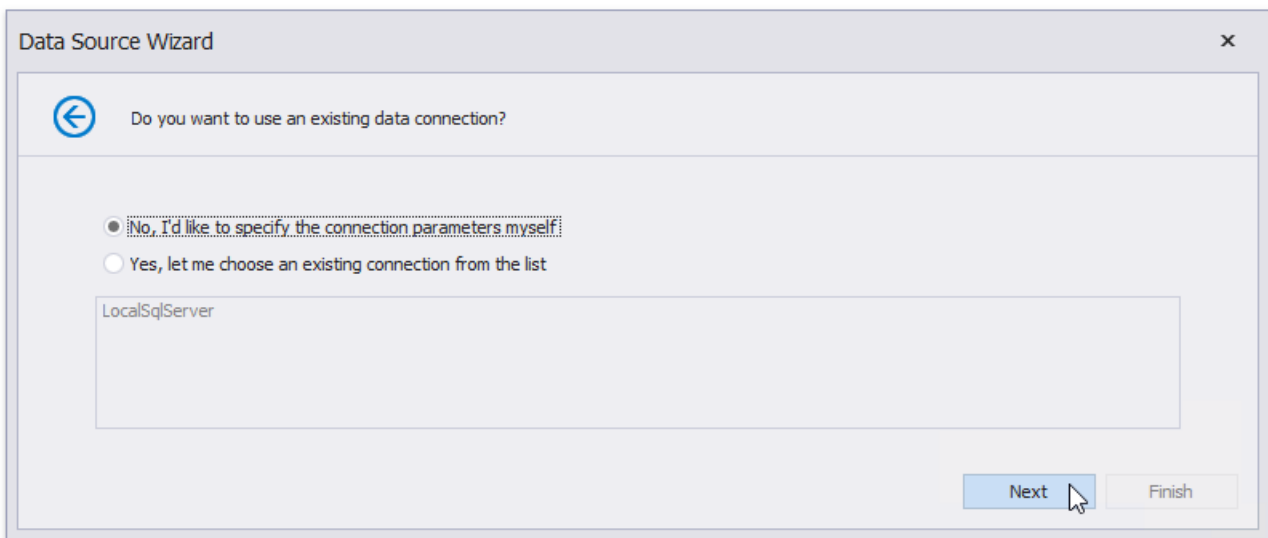 Data Source Wizard
Do you want to use an existing data connection?
No, I'd like to specify the connection parameters myself
Yes, let me choose an existing connection from the list
LocalSqlServer
Next
Finish